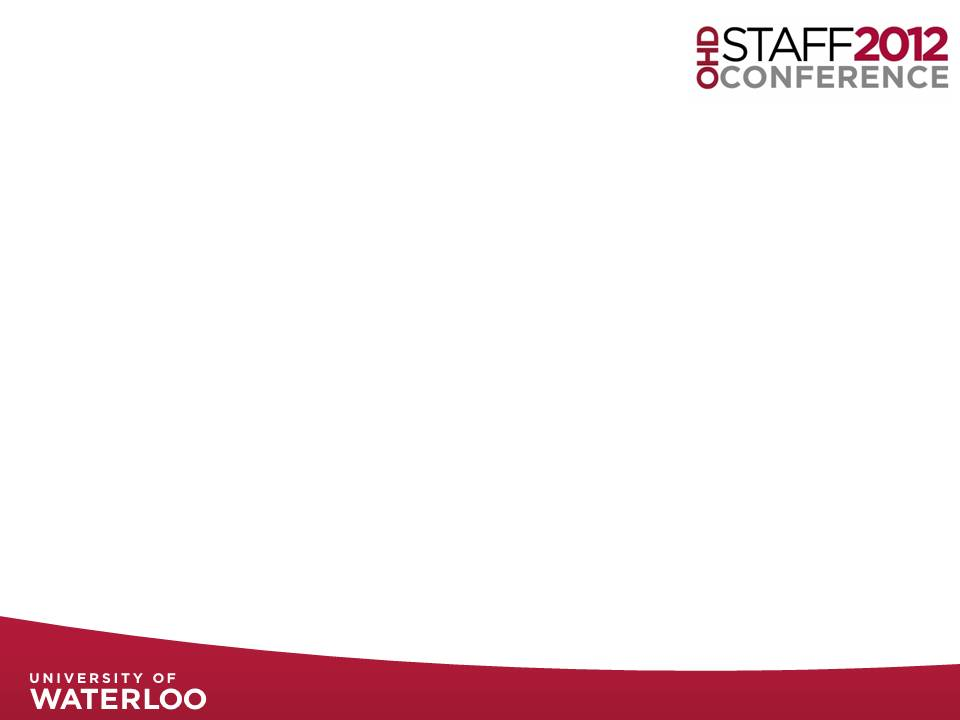 OHD STAFF2012
CONFERENCE
UNIVERSITY OF
WATERLOO